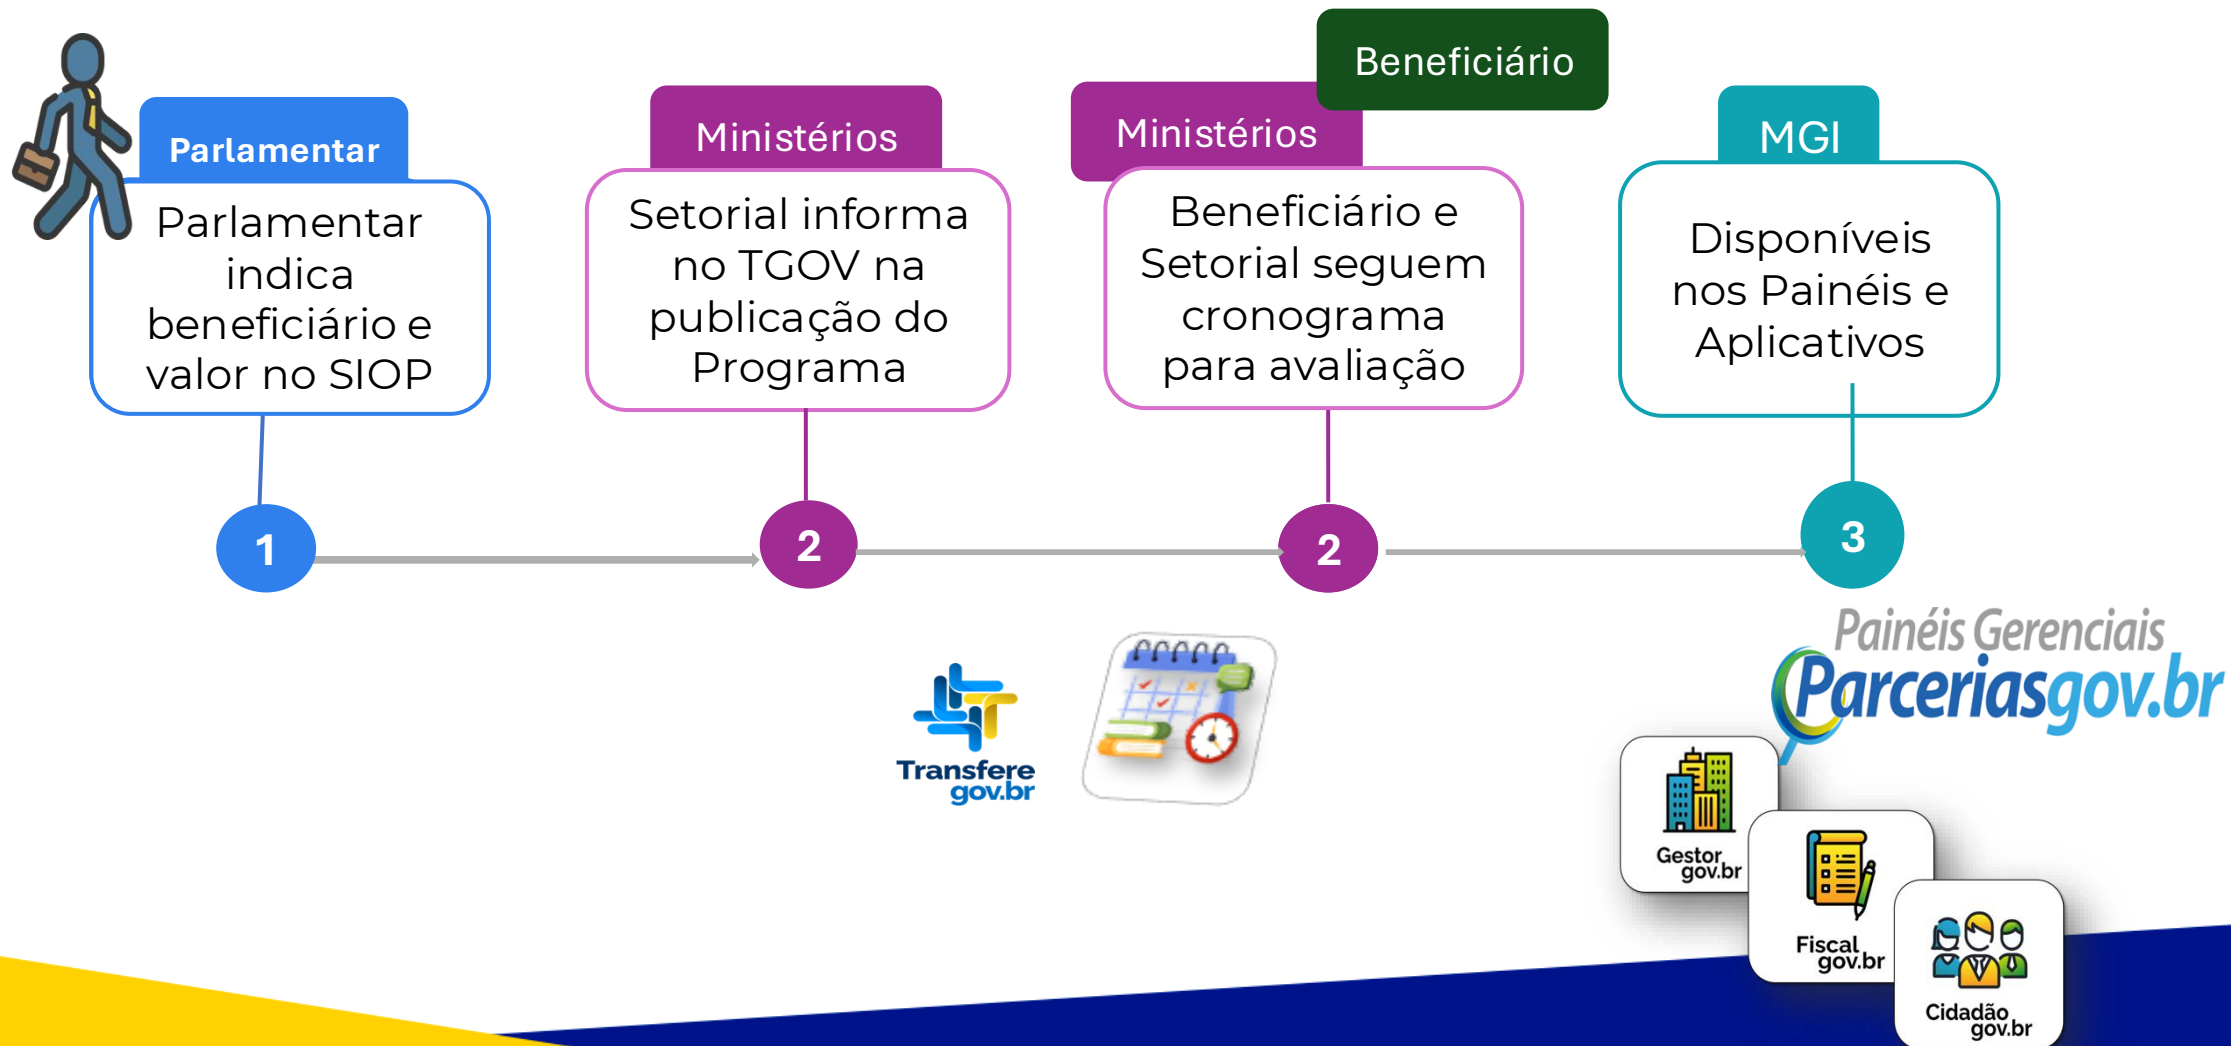 Parlamentar
Parlamentar
indica
beneficiário e
valor no SIOP
1
Ministérios
Setorial informa
no TGOV na
publicação do
Programa
2
Beneficiário
Ministérios
Beneficiário e
Setorial seguem
cronograma
para avaliação
2
MGI
Disponíveis
nos Painéis e
Aplicativos
3
Transfere
gov.br
Painéis Gerenciais
Parceriasgov.br
Gestor
gov.br
Fiscal
gov.br
Cidadão
gov.br